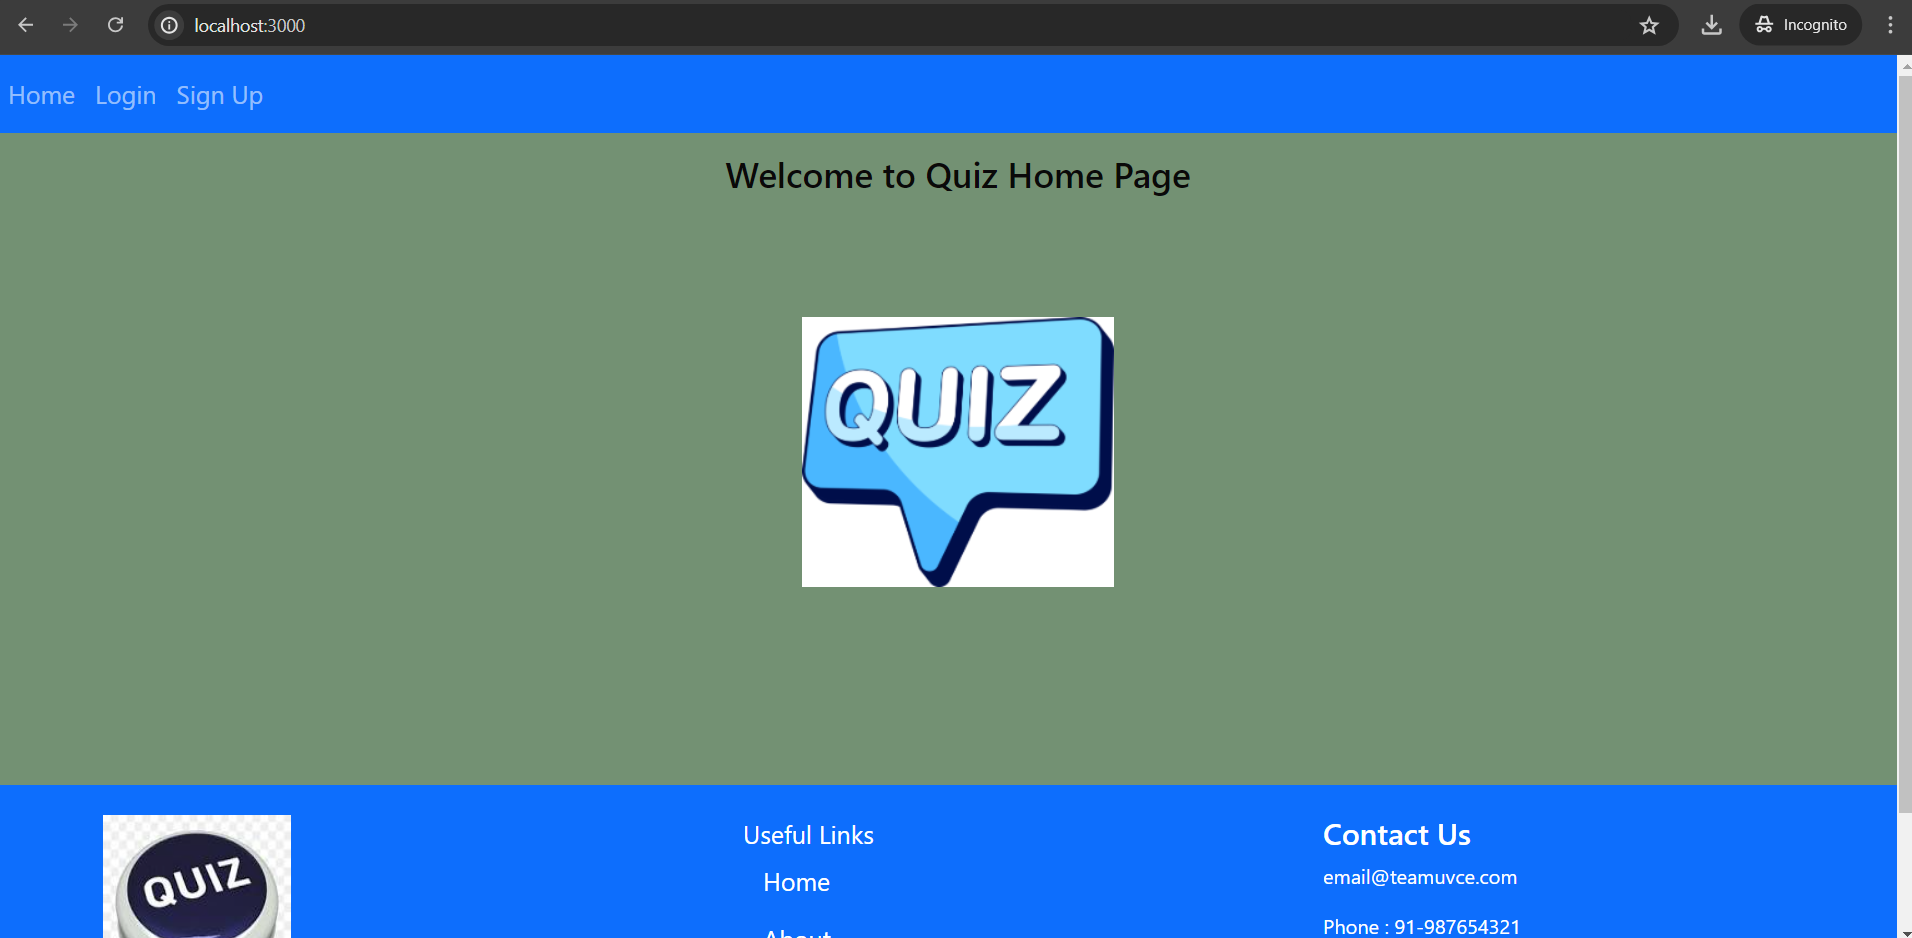 localhost:3000
Incognito
Home Login Sign Up
Welcome to Quiz Home Page
QUIZ
QUIZ
Useful Links
Home
About
Contact Us
email@teamuvce.com
Phone : 91-987654321